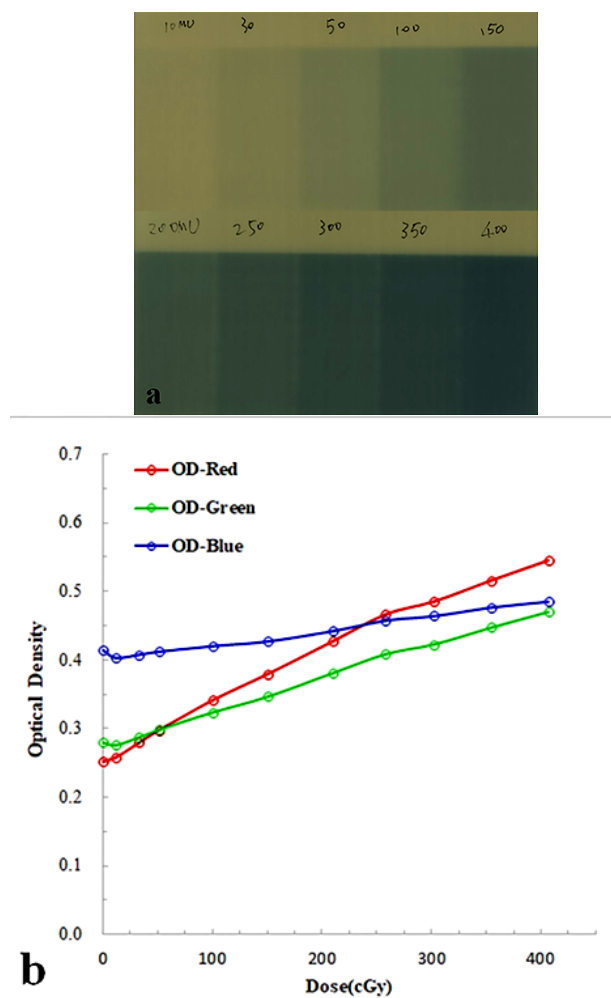 10MU 30 50 100 150
200MU 250 300 350 400
a
0.7
OD-Red
0.6
OD-Green
OD-Blue
0.5
0.4
0.3
0.2
0.1
0.0
Optical Density
0 100 200 300 400
Dose(cGy)
b